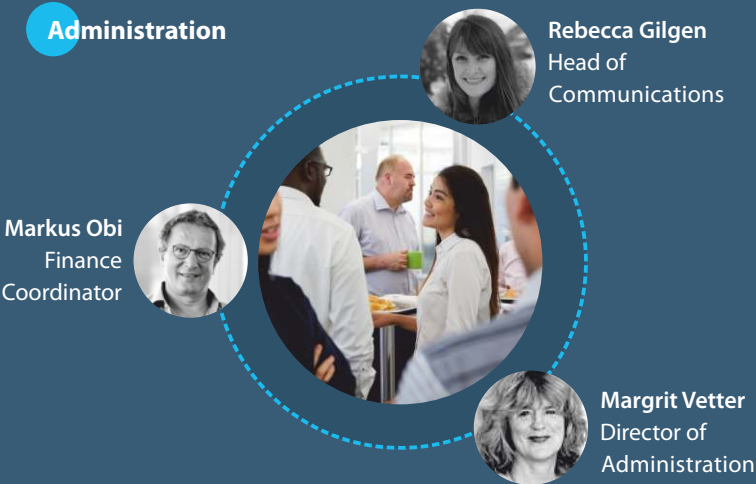 Administration
Rebecca Gilgen
Head of
Communications
Markus Obi
Finance
Coordinator
Margrit Vetter
Director of
Administration